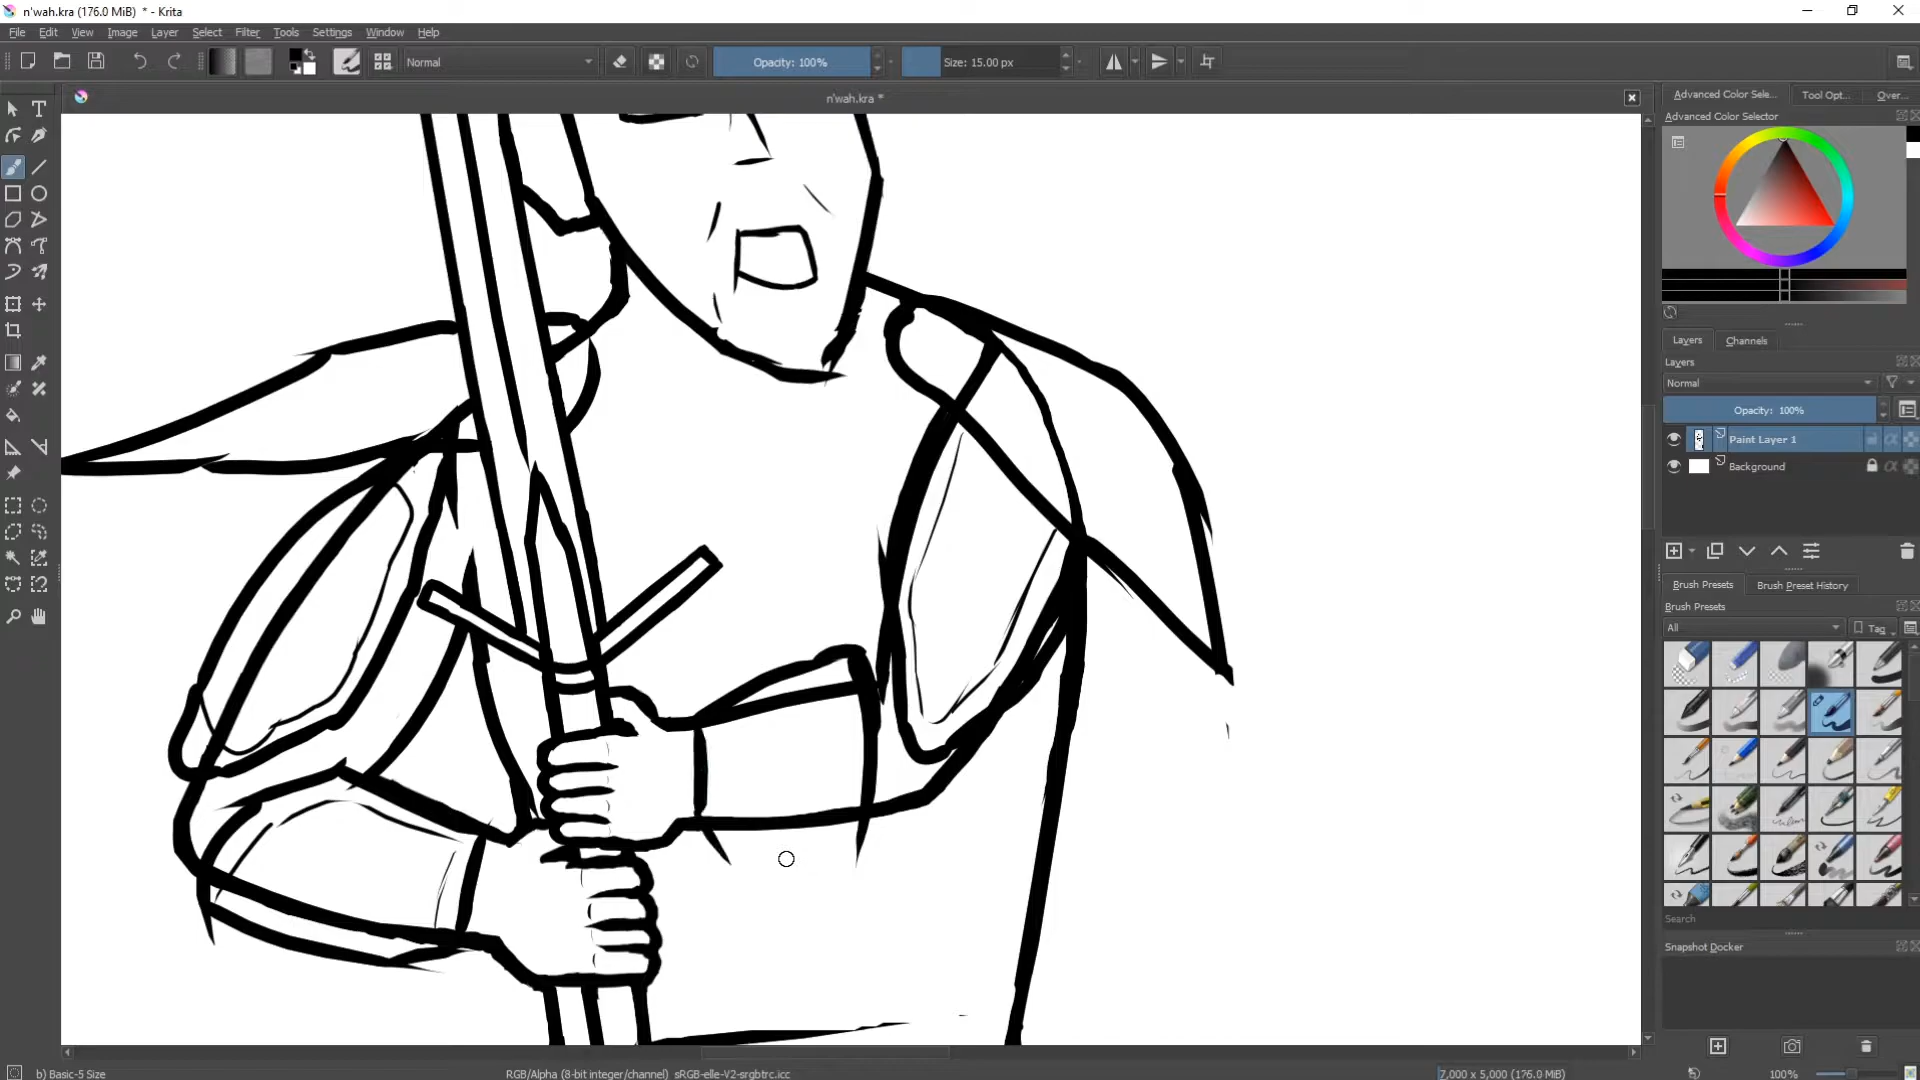 n'wah.kra (176.0 MiB) * - Krita
File Edit View Image Layer Select Filter Tools Settings Window Help
Normal
Opacity: 100%
Size: 15.00 px
n'wah.kra *
Advanced Color Sele...
Tool Opt...
Over...
Advanced Color Selector
Layers
Channels
Layers
Normal
Opacity: 100%
Paint Layer 1
Background
Brush Presets
Brush Preset History
Brush Presets
All
Tag
Search
Snapshot Docker
b) Basic-5 Size
RGB/Alpha (8-bit integer/channel) sRGB-elle-V2-srgbtrc.icc
7,000 x 5,000 (176.0 MiB)
100%